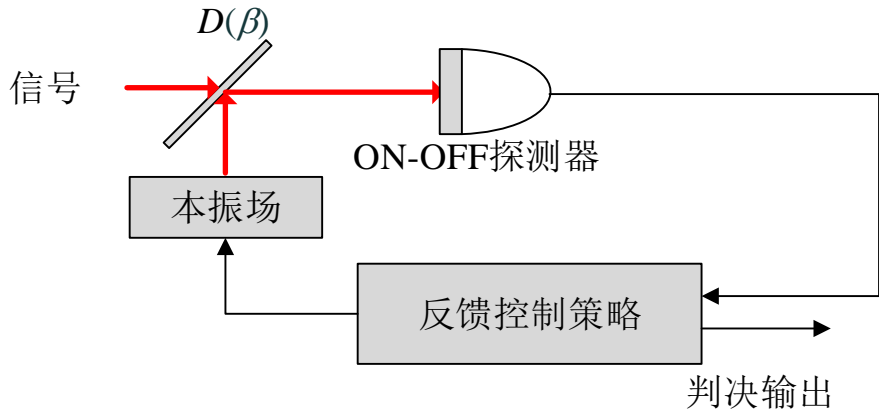 D(β)
信号
ON-OFF探测器
本振场
反馈控制策略
判决输出